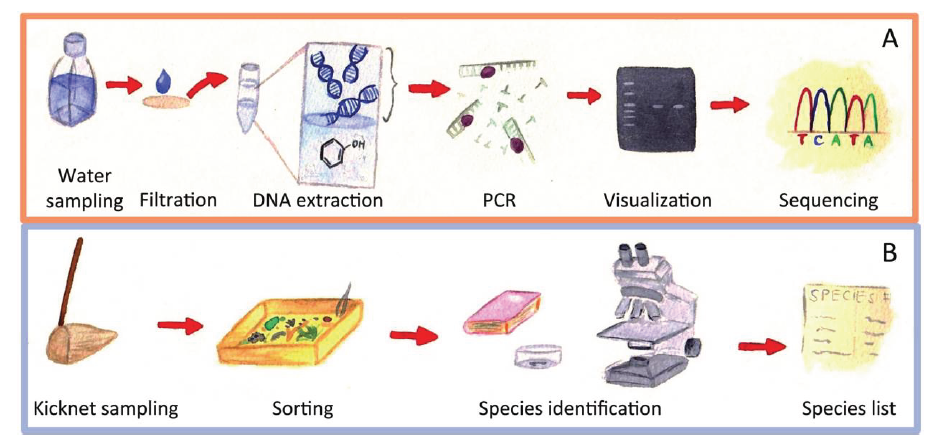 A
OH
T C A T A
Water
sampling
Filtration
DNA extraction
PCR
Visualization
Sequencing
B
SPECIES #
Kicknet sampling
Sorting
Species identification
Species list